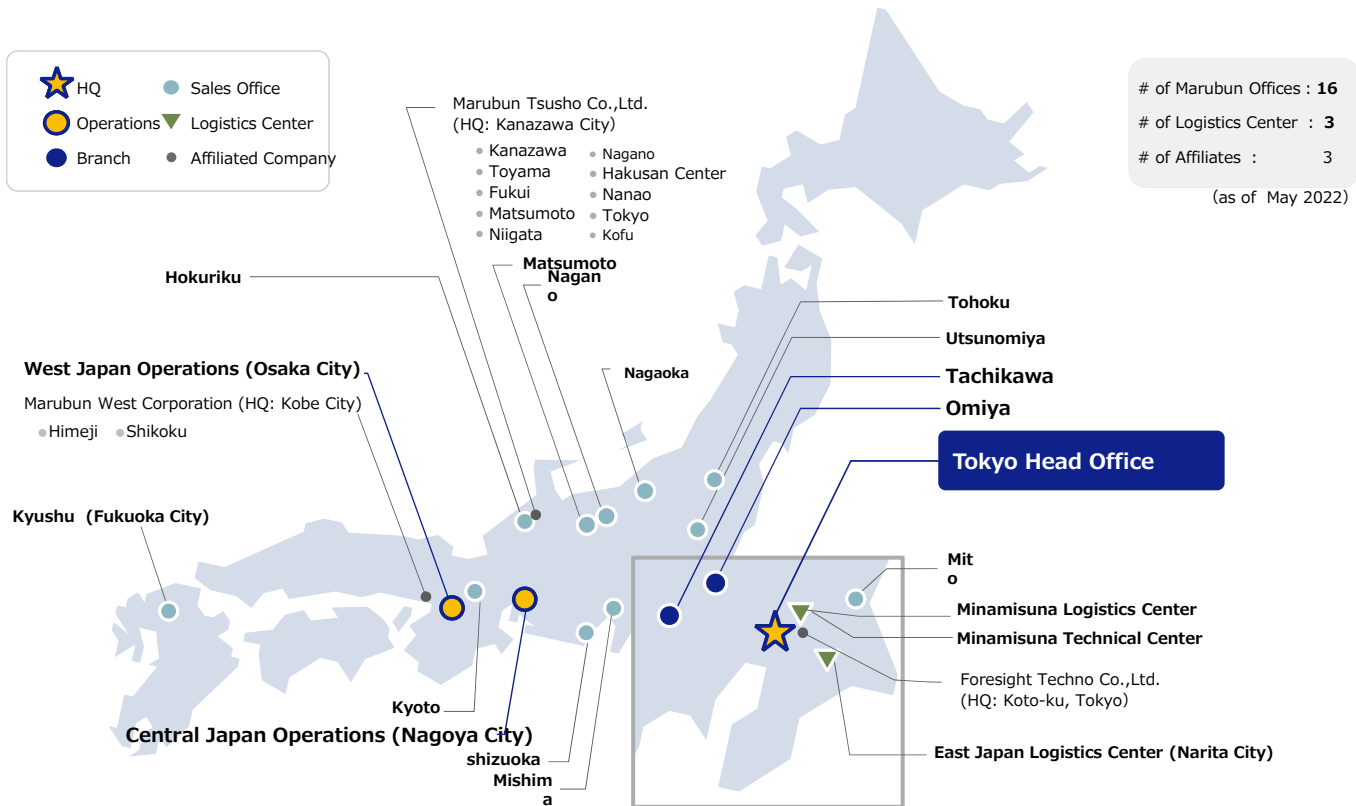 HQ
Operations
Branch
Sales Office
Logistics Center
Affiliated Company
Marubun Tsusho Co.,Ltd.
(HQ: Kanazawa City)
Kanazawa
Toyama
Fukui
Matsumoto
Niigata
Nagano
Hakusan Center
Nanao
Tokyo
Kofu
# of Marubun Offices : 16
# of Logistics Center : 3
# of Affiliates : 3
(as of May 2022)
Hokuriku
Matsumoto
Nagan
o
Tohoku
Utsunomiya
West Japan Operations (Osaka City)
Marubun West Corporation (HQ: Kobe City)
Himeji
Shikoku
Nagaoka
Tachikawa
Omiya
Tokyo Head Office
Kyushu (Fukuoka City)
Mit
o
Minamisuna Logistics Center
Minamisuna Technical Center
Foresight Techno Co.,Ltd.
(HQ: Koto-ku, Tokyo)
Kyoto
Central Japan Operations (Nagoya City)
shizuoka
Mishim
a
East Japan Logistics Center (Narita City)